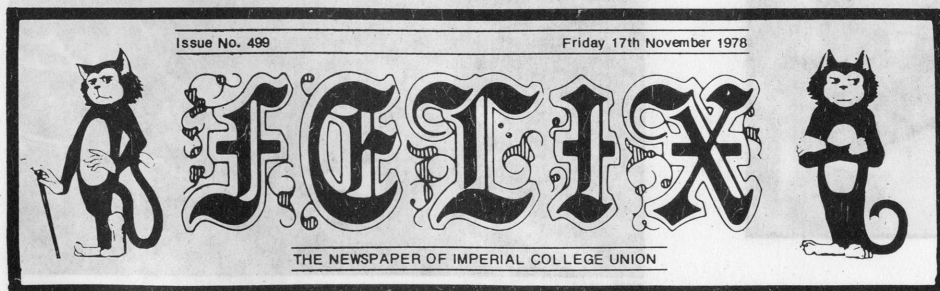 Issue No. 499
Friday 17th November 1978
FELIX
THE NEWSPAPER OF IMPERIAL COLLEGE UNION